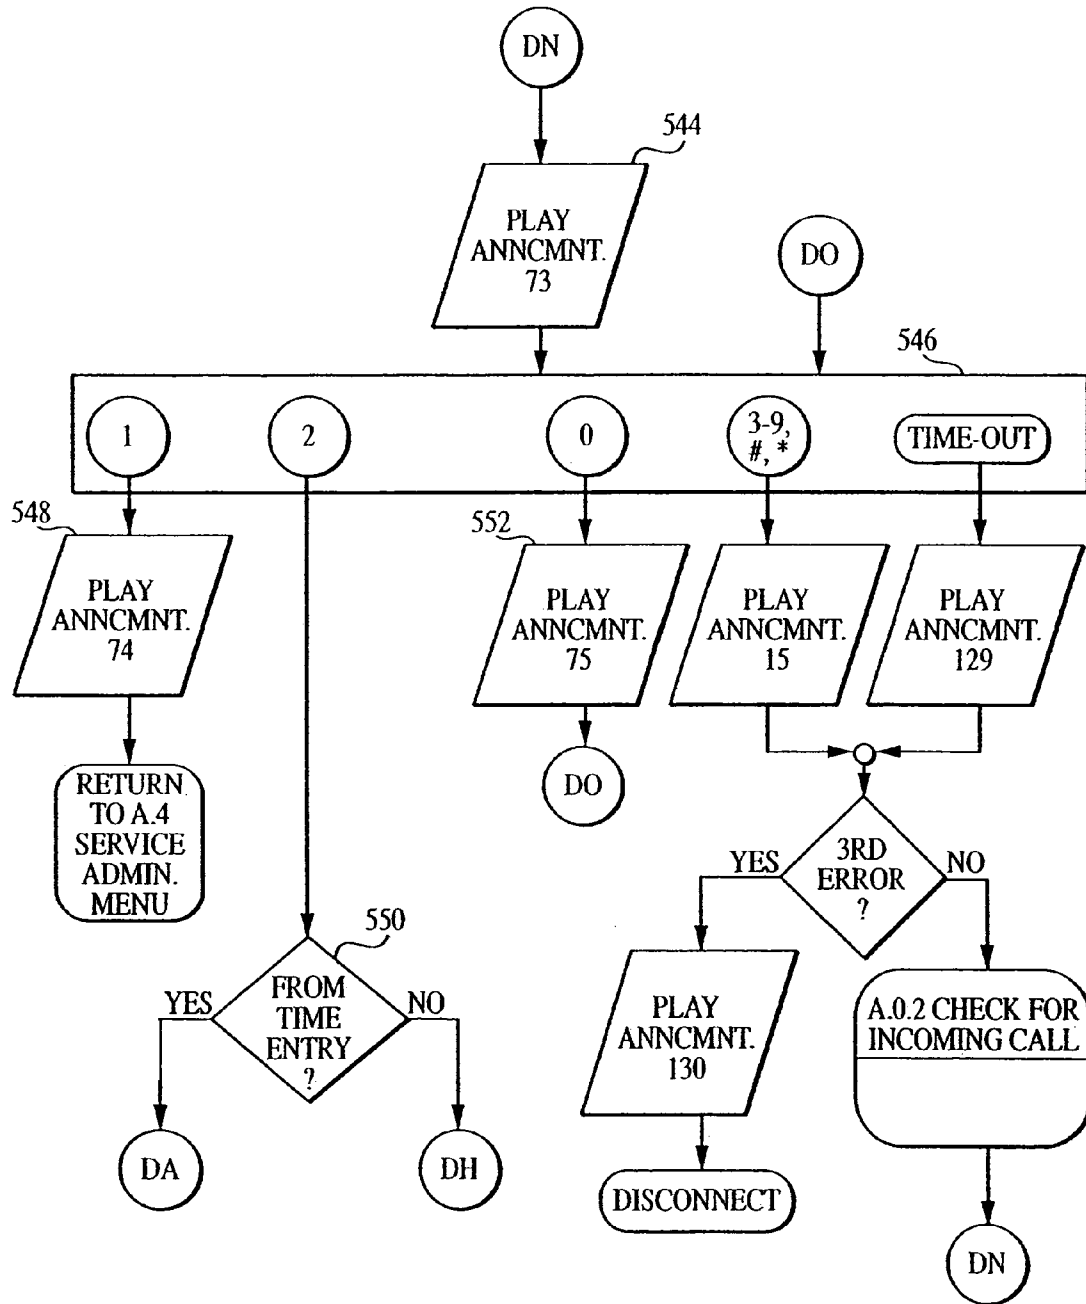 DN
544
PLAY
ANNCMNT.
73
DO
546
1
2
0
3-9,
#, *
TIME-OUT
548
PLAY
ANNCMNT.
74
552
PLAY
ANNCMNT.
75
PLAY
ANNCMNT.
15
PLAY
ANNCMNT.
129
RETURN
TO A.4
SERVICE
ADMIN.
MENU
DO
YES
3RD
ERROR
?
NO
550
YES
FROM
TIME
ENTRY
?
NO
PLAY
ANNCMNT.
130
A.0.2 CHECK FOR
INCOMING CALL
DA
DH
DISCONNECT
DN